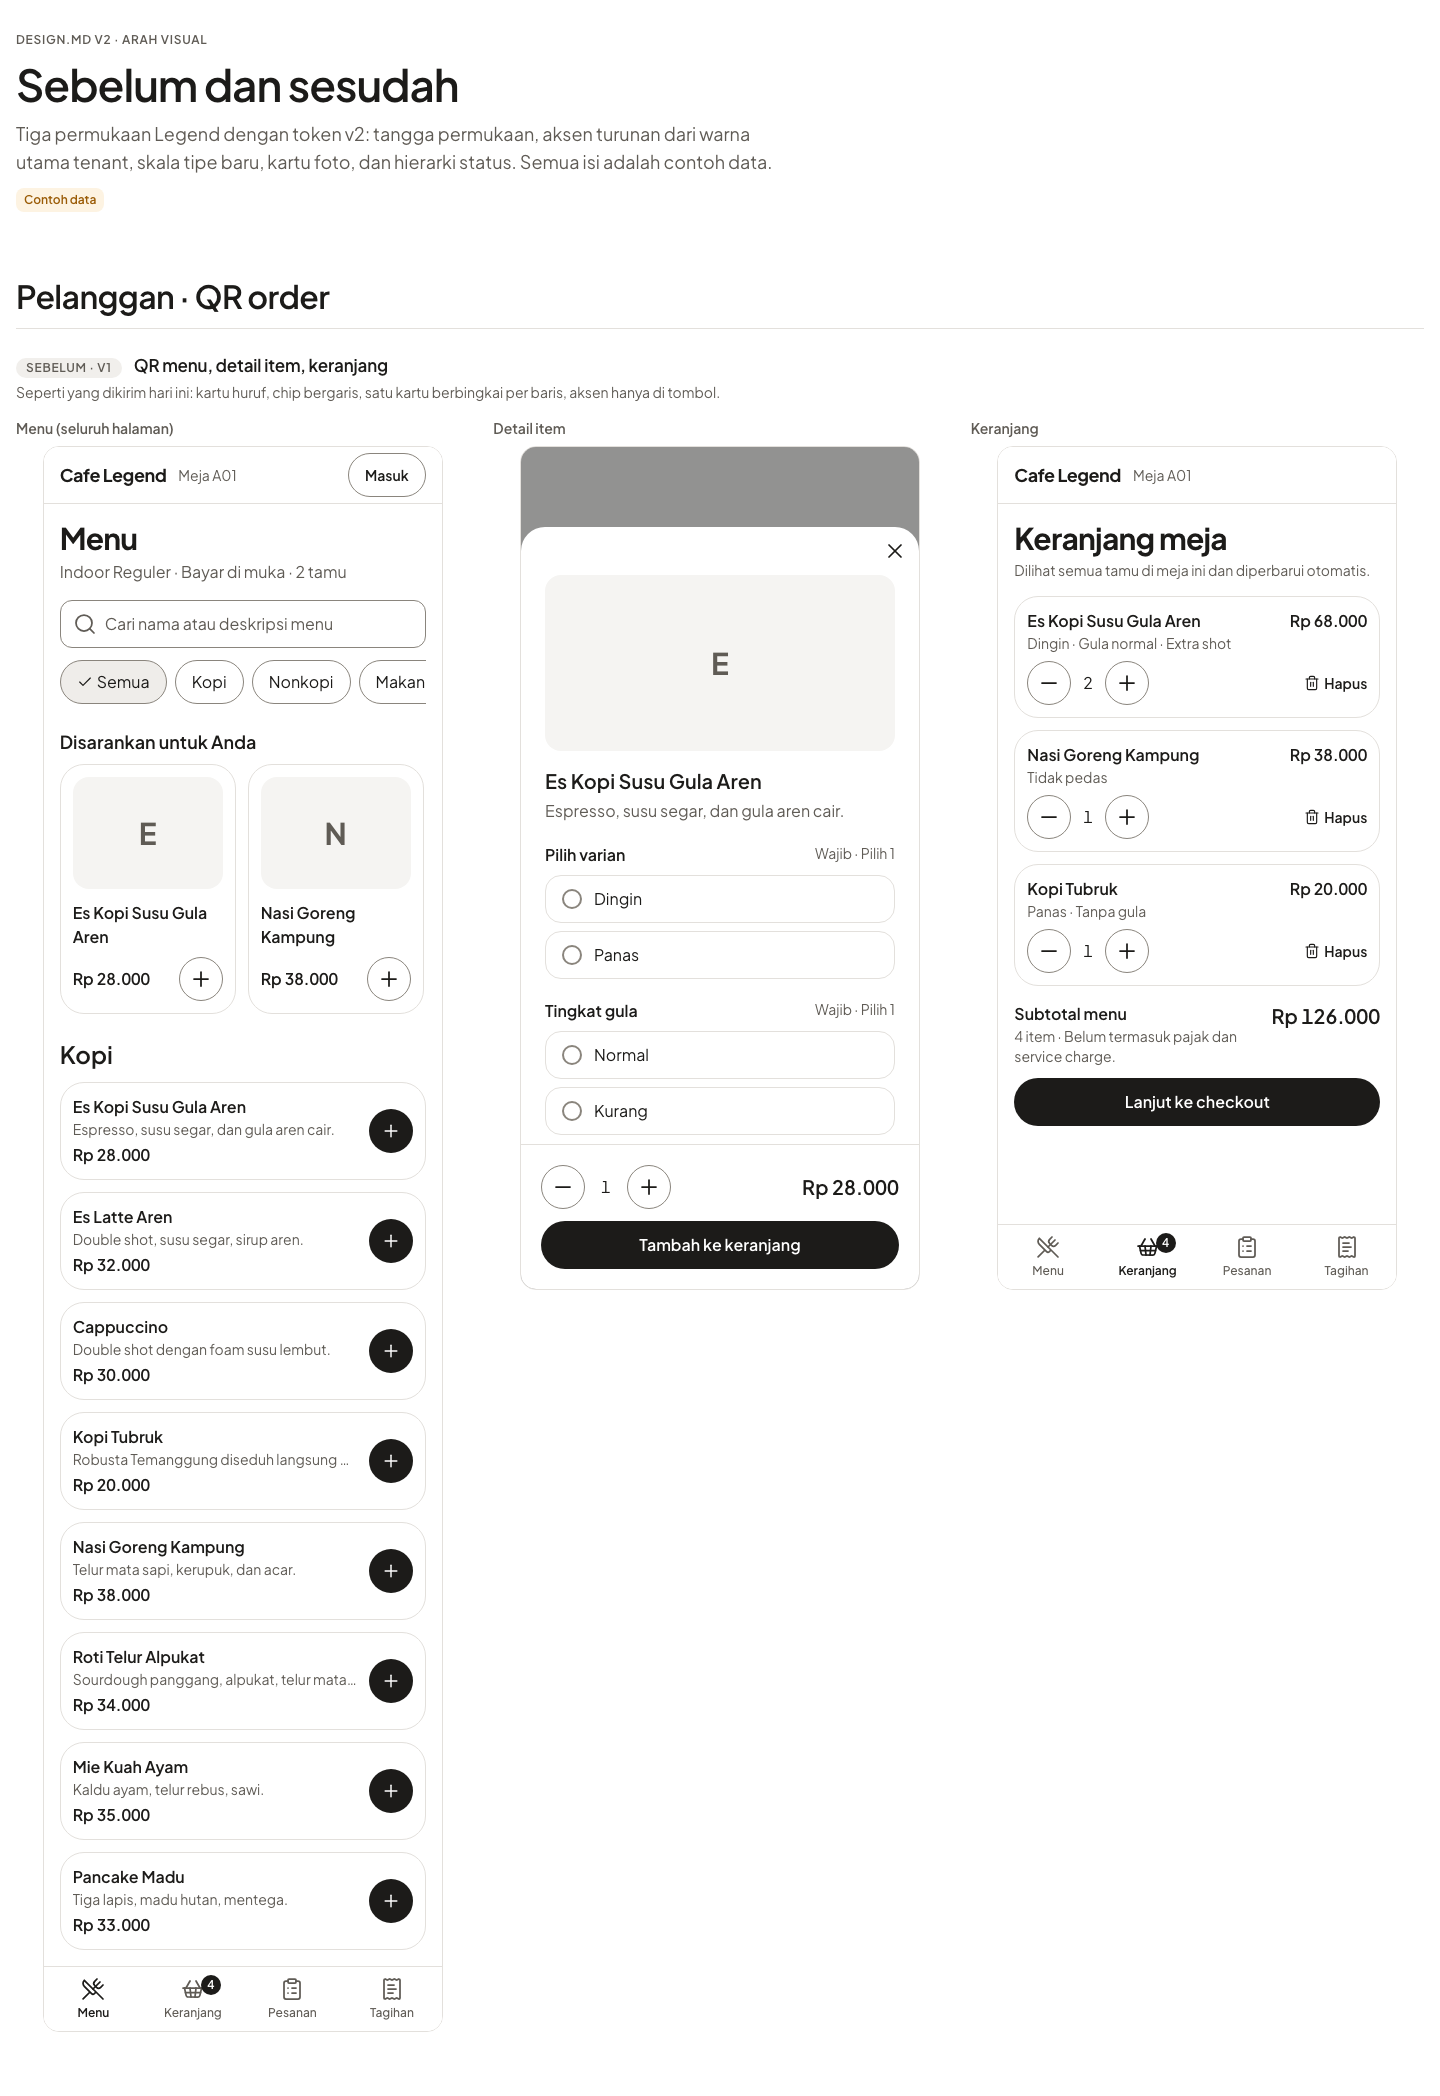 DESIGN.MD V2 · ARAH VISUAL
Sebelum dan sesudah
Tiga permukaan Legend dengan token v2: tangga permukaan, aksen turunan dari warna
utama tenant, skala tipe baru, kartu foto, dan hierarki status. Semua isi adalah contoh data.
Contoh data
Pelanggan · QR order
SEBELUM · V1 QR menu, detail item, keranjang
Seperti yang dikirim hari ini: kartu huruf, chip bergaris, satu kartu berbingkai per baris, aksen hanya di tombol.
Menu (seluruh halaman)
Cafe Legend Meja A01 Masuk
Menu
Indoor Reguler · Bayar di muka · 2 tamu
Cari nama atau deskripsi menu
Semua Kopi Nonkopi Makan
Disarankan untuk Anda
E
Es Kopi Susu Gula
Aren
Rp 28.000
N
Nasi Goreng
Kampung
Rp 38.000
Kopi
Es Kopi Susu Gula Aren
Espresso, susu segar, dan gula aren cair.
Rp 28.000
Es Latte Aren
Double shot, susu segar, sirup aren.
Rp 32.000
Cappuccino
Double shot dengan foam susu lembut.
Rp 30.000
Kopi Tubruk
Robusta Temanggung diseduh langsung ...
Rp 20.000
Nasi Goreng Kampung
Telur mata sapi, kerupuk, dan acar.
Rp 38.000
Roti Telur Alpukat
Sourdough panggang, alpukat, telur mata...
Rp 34.000
Mie Kuah Ayam
Kaldu ayam, telur rebus, sawi.
Rp 35.000
Pancake Madu
Tiga lapis, madu hutan, mentega.
Rp 33.000
4
Menu Keranjang Pesanan Tagihan
Detail item
E
Es Kopi Susu Gula Aren
Espresso, susu segar, dan gula aren cair.
Pilih varian Wajib · Pilih 1
Dingin
Panas
Tingkat gula Wajib · Pilih 1
Normal
Kurang
1 Rp 28.000
Tambah ke keranjang
Keranjang
Cafe Legend Meja A01
Keranjang meja
Dilihat semua tamu di meja ini dan diperbarui otomatis.
Es Kopi Susu Gula Aren Rp 68.000
Dingin · Gula normal · Extra shot
2 Hapus
Nasi Goreng Kampung Rp 38.000
Tidak pedas
1 Hapus
Kopi Tubruk Rp 20.000
Panas · Tanpa gula
1 Hapus
Subtotal menu Rp 126.000
4 item · Belum termasuk pajak dan
service charge.
Lanjut ke checkout
4
Menu Keranjang Pesanan Tagihan